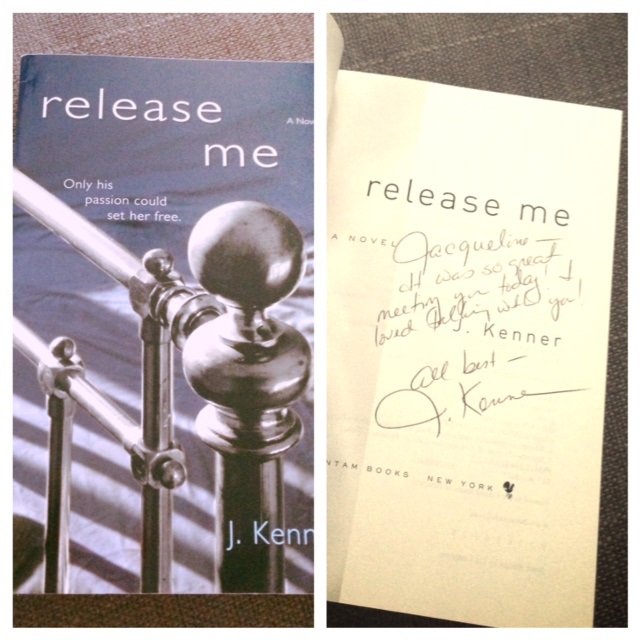 release
me
A Nov
Only his
passion could
set her free.
J. Kenn
release me
A NOVEL
Jacqueline –
It was so great
meeting you today! I
loved talking with you!
J. Kenner
All best –
J. Kenner
NTAM BOOKS NEW YORK